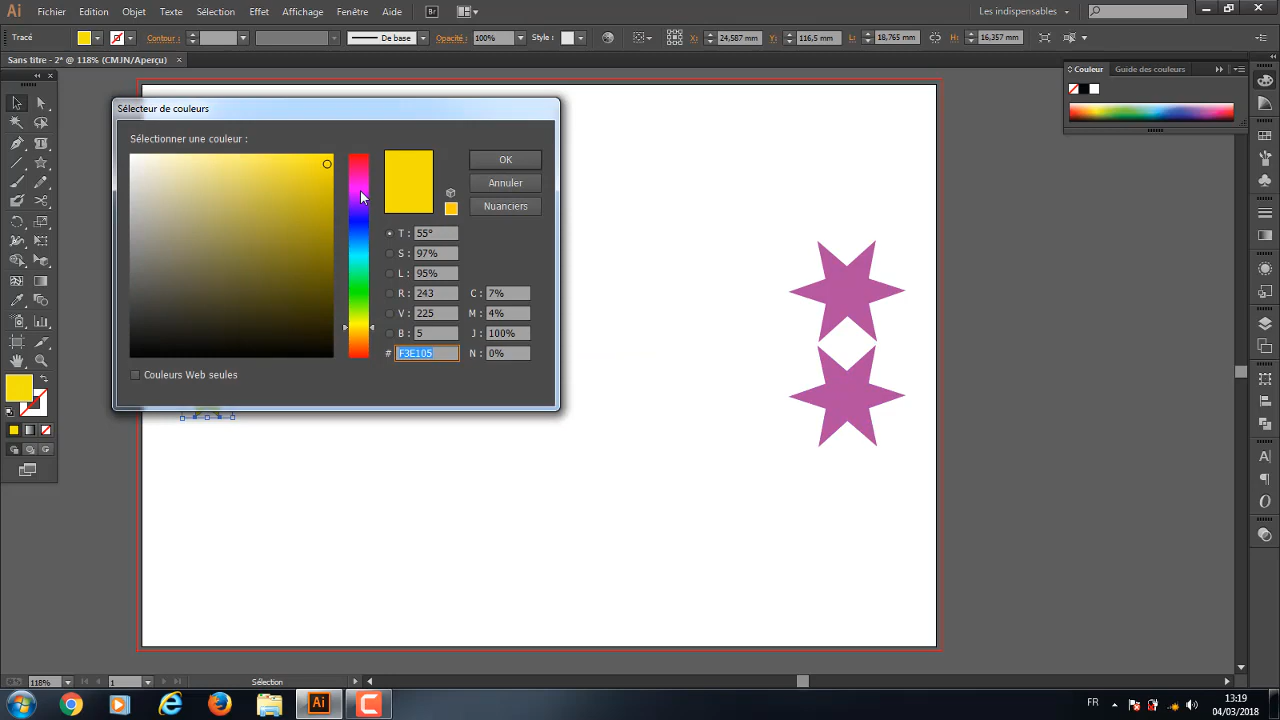 Ai Fichier Edition Objet Texte Sélection Effet Affichage Fenêtre Aide Br Les indispensables
Tracé Contour : De base Opacité : 100% Style : X: 24,587 mm Y: 116,5 mm L: 18,765 mm H: 16,357 mm
Sans titre - 2* @ 118% (CMJN/Aperçu) ×
Couleur Guide des couleurs
Sélecteur de couleurs
Sélectionner une couleur :
OK
Annuler
Nuanciers
T : 55°
S : 97%
L : 95%
R : 243 C : 7%
V : 225 M : 4%
B : 5 J : 100%
# F3E105 N : 0%
Couleurs Web seules
118% 1 Sélection
Ai FR 13:19
04/03/2018